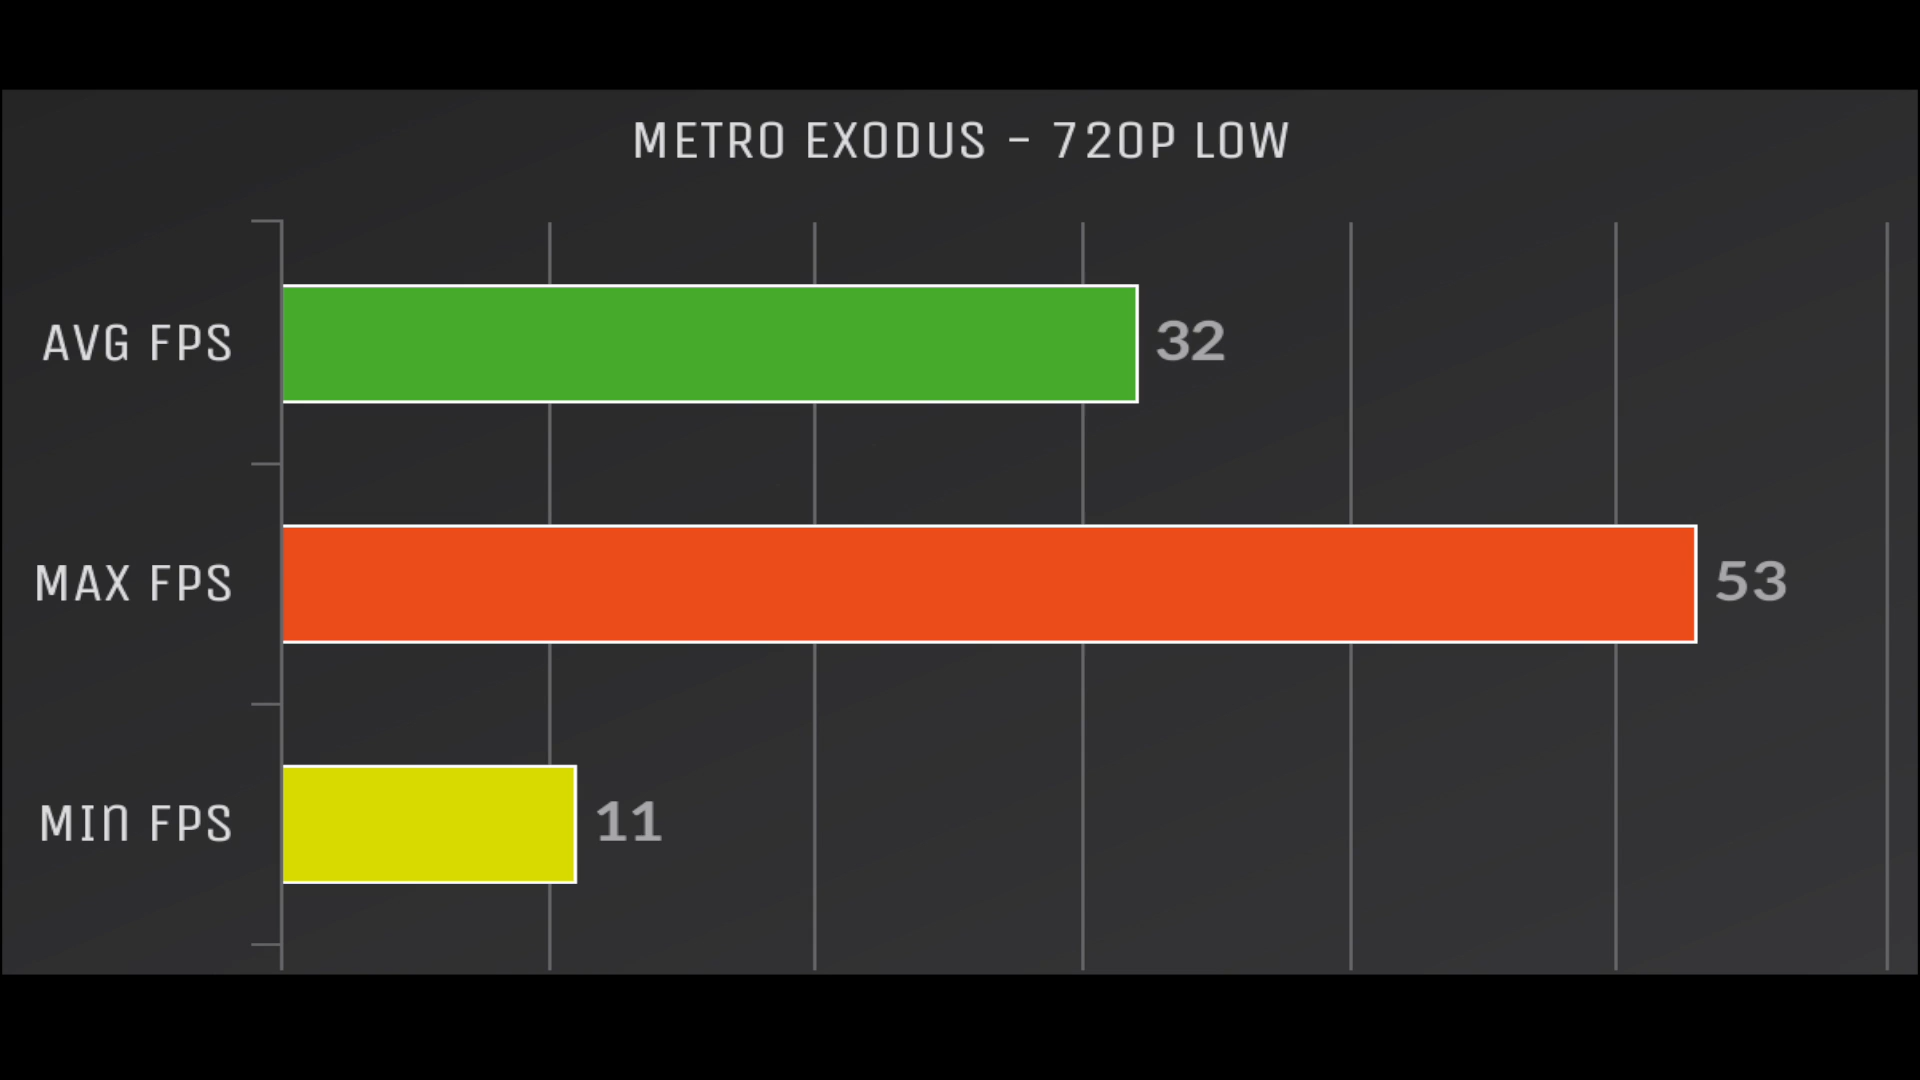 METRO EXODUS - 720P LOW
AVG FPS 32
MAX FPS 53
MIN FPS 11